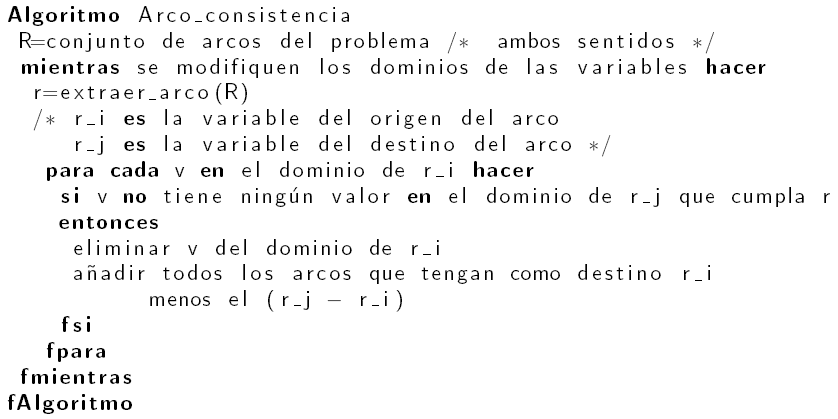 Algoritmo Arco_consistencia
R=conjunto de arcos del problema /* ambos sentidos */
mientras se modifiquen los dominios de las variables hacer
r=extraer_arco(R)
/* r_i es la variable del origen del arco
r_j es la variable del destino del arco */
para cada v en el dominio de r_i hacer
si v no tiene ningún valor en el dominio de r_j que cumpla r
entonces
eliminar v del dominio de r_i
añadir todos los arcos que tengan como destino r_i
menos el (r_j − r_i)
fsi
fpara
fmientras
fAlgoritmo